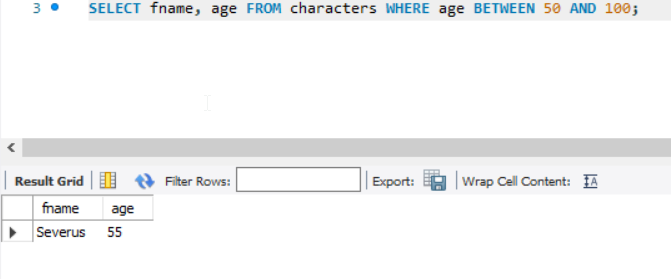 3 SELECT fname, age FROM characters WHERE age BETWEEN 50 AND 100;
Result Grid Filter Rows: Export: Wrap Cell Content: IA
fname age
Severus 55